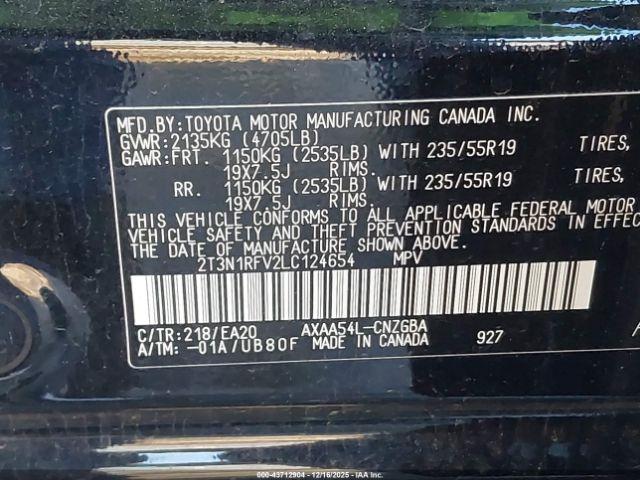 MFD. BY: TOYOTA MOTOR MANUFACTURING CANADA INC.
GVWR: 2135KG (4705LB)
GAWR: FRT. 1150KG (2535LB) WITH 235/55R19 TIRES,
19X7.5J RIMS.
RR. 1150KG (2535LB) WITH 235/55R19 TIRES,
19X7.5J RIMS.
THIS VEHICLE CONFORMS TO ALL APPLICABLE FEDERAL MOTOR
VEHICLE SAFETY AND THEFT PREVENTION STANDARDS IN EFFEC
THE DATE OF MANUFACTURE SHOWN ABOVE.
2T3N1RFV2LC124654 MPV
C/TR: 218/EA20 AXAA54L-CNZGBA
A/TM: -01A/UB80F MADE IN CANADA 927
000-43712904 - 12/16/2025 - IAA, Inc.